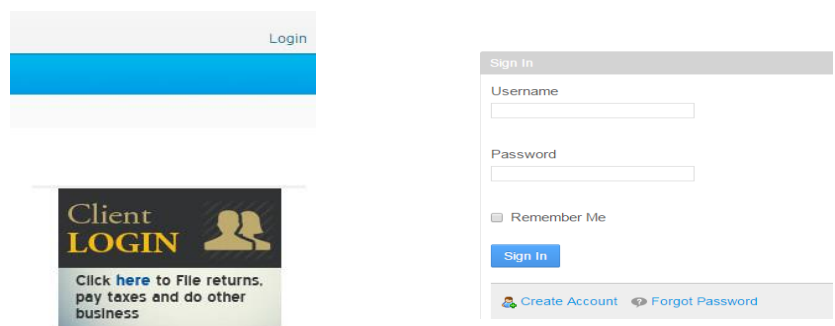 Login
Client
LOGIN
Click here to File returns,
pay taxes and do other
business
Sign In
Username
Password
Remember Me
Sign In
Create Account Forgot Password